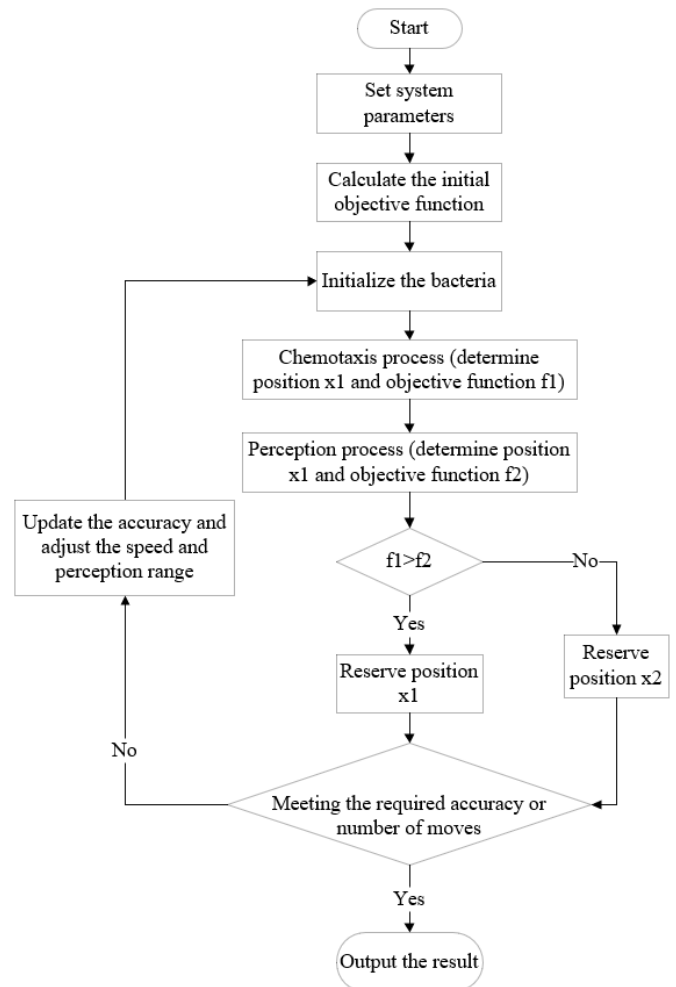 Start
Set system
parameters
Calculate the initial
objective function
Initialize the bacteria
Chemotaxis process (determine
position x1 and objective function f1)
Perception process (determine position
x1 and objective function f2)
Update the accuracy and
adjust the speed and
perception range
f1>f2
No
Yes
Reserve position
x1
Reserve
position x2
No
Meeting the required accuracy or
number of moves
Yes
Output the result